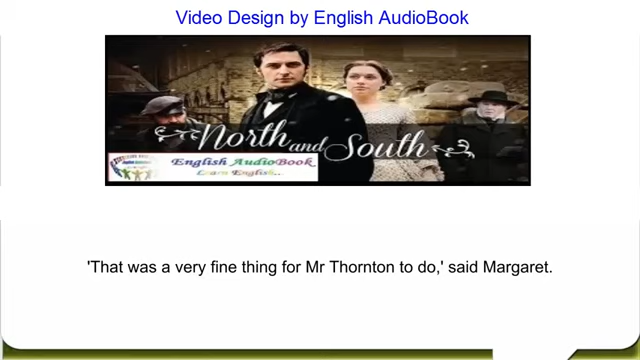 Video Design by English AudioBook
North and South
English AudioBook
Learn English...
'That was a very fine thing for Mr Thornton to do,' said Margaret.